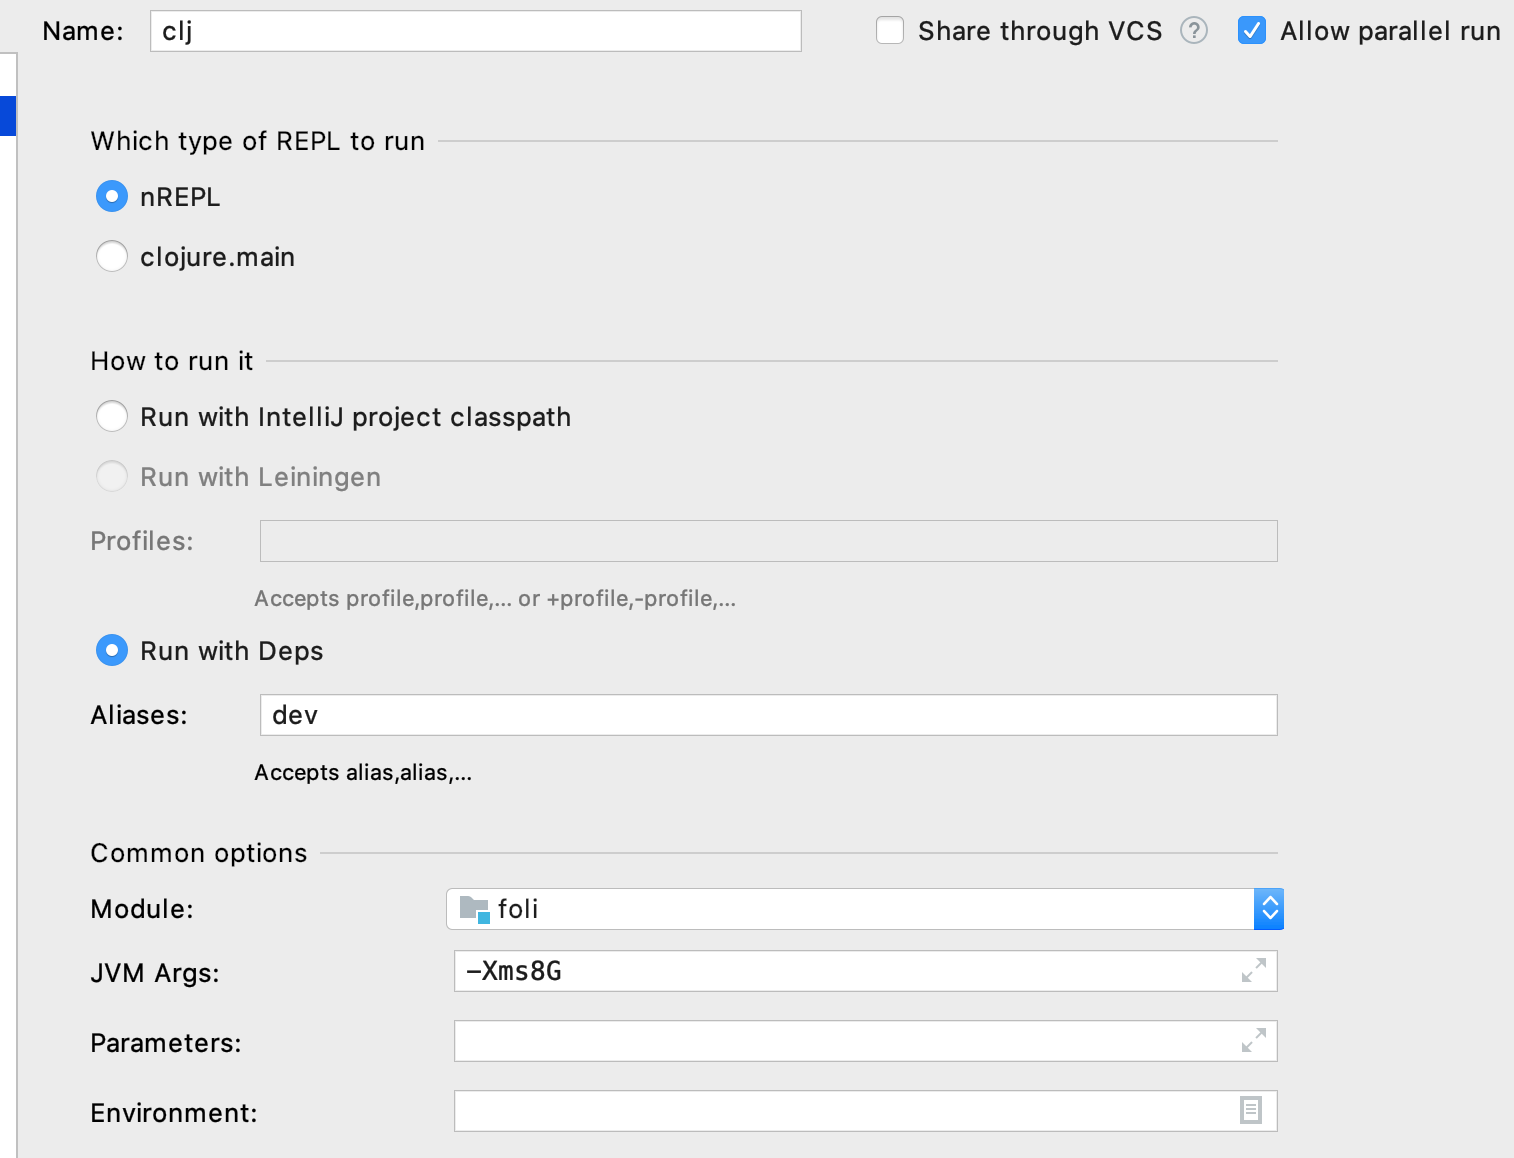 Name: clj Share through VCS ? Allow parallel run
Which type of REPL to run
nREPL
clojure.main
How to run it
Run with IntelliJ project classpath
Run with Leiningen
Profiles:
Accepts profile,profile,... or +profile,-profile,...
Run with Deps
Aliases: dev
Accepts alias,alias,...
Common options
Module: foli
JVM Args: -Xms8G
Parameters:
Environment: